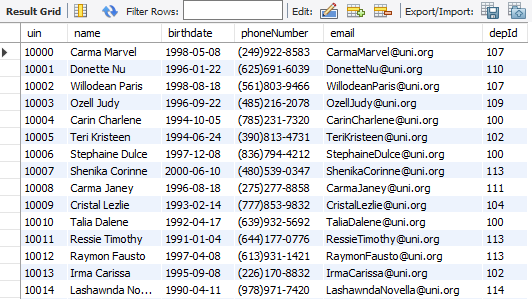 Result Grid Filter Rows: Edit: Export/Import:
uin name birthdate phoneNumber email depId
10000 Carma Marvel 1998-05-08 (249)922-8583 CarmaMarvel@uni.org 107
10001 Donette Nu 1996-01-22 (625)691-6039 DonetteNu@uni.org 110
10002 Willodean Paris 1998-08-18 (561)803-9466 WillodeanParis@uni.org 107
10003 Ozell Judy 1996-09-22 (485)216-2078 OzellJudy@uni.org 109
10004 Carin Charlene 1994-10-05 (785)231-7320 CarinCharlene@uni.org 100
10005 Teri Kristeen 1994-06-24 (390)813-4731 TeriKristeen@uni.org 102
10006 Stephaine Dulce 1997-12-08 (836)794-4212 StephaineDulce@uni.org 100
10007 Shenika Corinne 2000-06-10 (480)539-0347 ShenikaCorinne@uni.org 113
10008 Carma Janey 1996-08-18 (275)277-8858 CarmaJaney@uni.org 111
10009 Cristal Lezlie 1993-02-14 (777)853-9832 CristalLezlie@uni.org 104
10010 Talia Dalene 1992-04-17 (639)932-5692 TaliaDalene@uni.org 100
10011 Ressie Timothy 1991-01-04 (644)177-0776 RessieTimothy@uni.org 113
10012 Raymon Fausto 1997-04-08 (613)931-1421 RaymonFausto@uni.org 113
10013 Irma Carissa 1995-09-08 (226)170-8832 IrmaCarissa@uni.org 102
10014 Lashawnda No... 1990-04-11 (978)971-7420 LashawndaNovella@uni.org 114